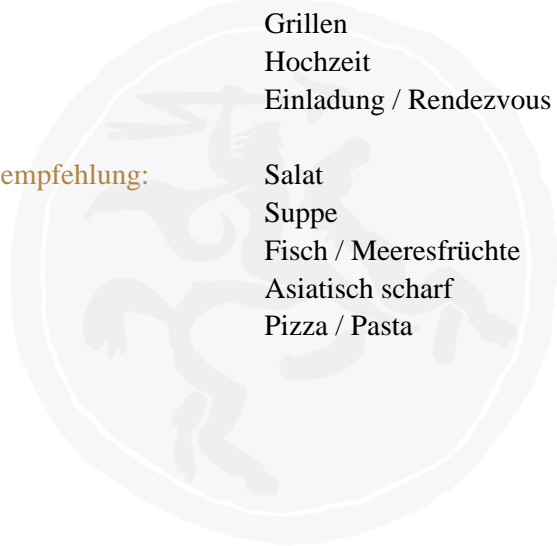 Grillen
Hochzeit
Einladung / Rendezvous
empfehlung: Salat
Suppe
Fisch / Meeresfrüchte
Asiatisch scharf
Pizza / Pasta